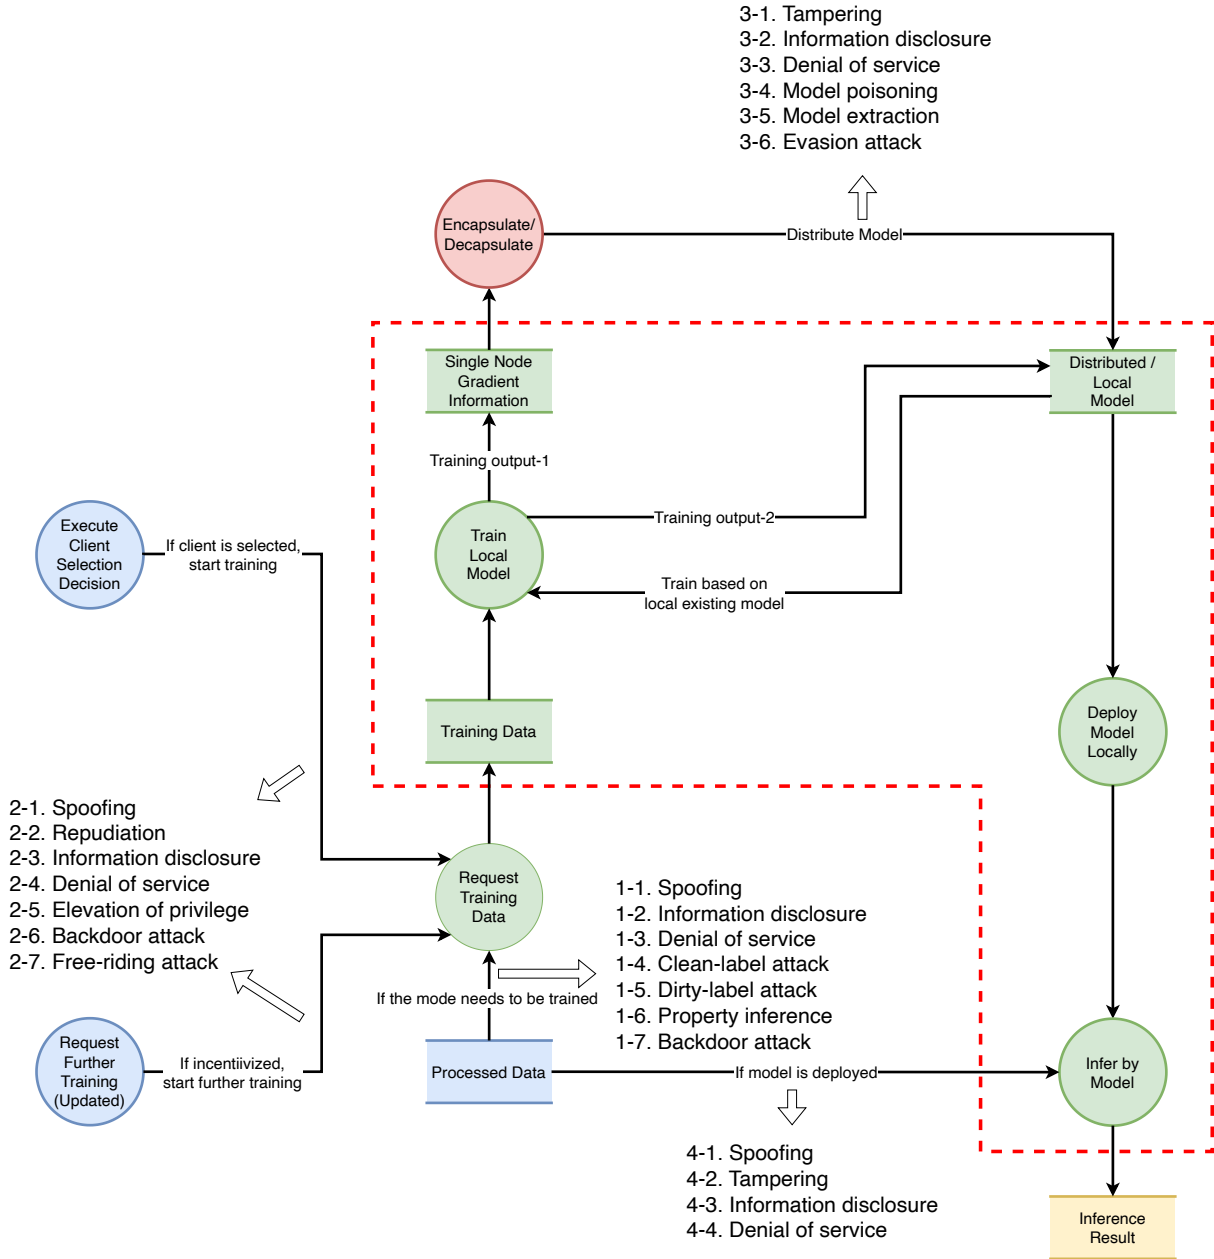 3-1. Tampering
3-2. Information disclosure
3-3. Denial of service
3-4. Model poisoning
3-5. Model extraction
3-6. Evasion attack
Encapsulate/
Decapsulate
Distribute Model
Single Node
Gradient
Information
Distributed /
Local
Model
Training output-1
Execute
Client
Selection
Decision
If client is selected,
start training
Train
Local
Model
Training output-2
Train based on
local existing model
Training Data
Deploy
Model
Locally
2-1. Spoofing
2-2. Repudiation
2-3. Information disclosure
2-4. Denial of service
2-5. Elevation of privilege
2-6. Backdoor attack
2-7. Free-riding attack
Request
Training
Data
1-1. Spoofing
1-2. Information disclosure
1-3. Denial of service
1-4. Clean-label attack
1-5. Dirty-label attack
1-6. Property inference
1-7. Backdoor attack
If the mode needs to be trained
Request
Further
Training
(Updated)
If incentiivized,
start further training
Processed Data
If model is deployed
Infer by
Model
4-1. Spoofing
4-2. Tampering
4-3. Information disclosure
4-4. Denial of service
Inference
Result